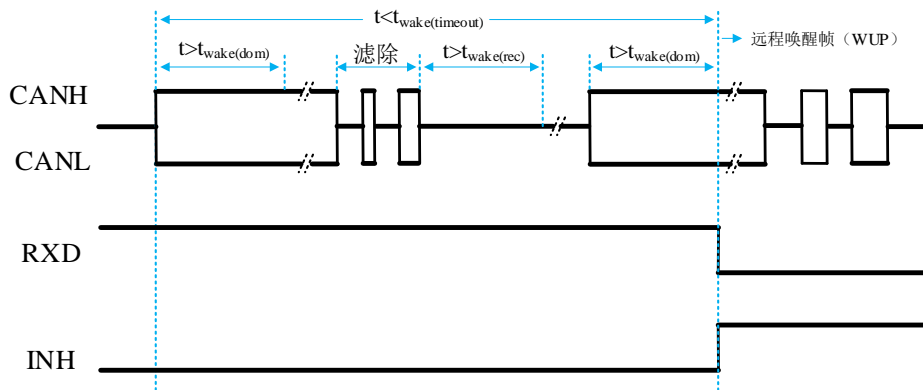 t<twake(timeout)
t>twake(dom) 滤除 t>twake(rec) t>twake(dom) 远程唤醒帧（WUP）
CANH
CANL
RXD
INH